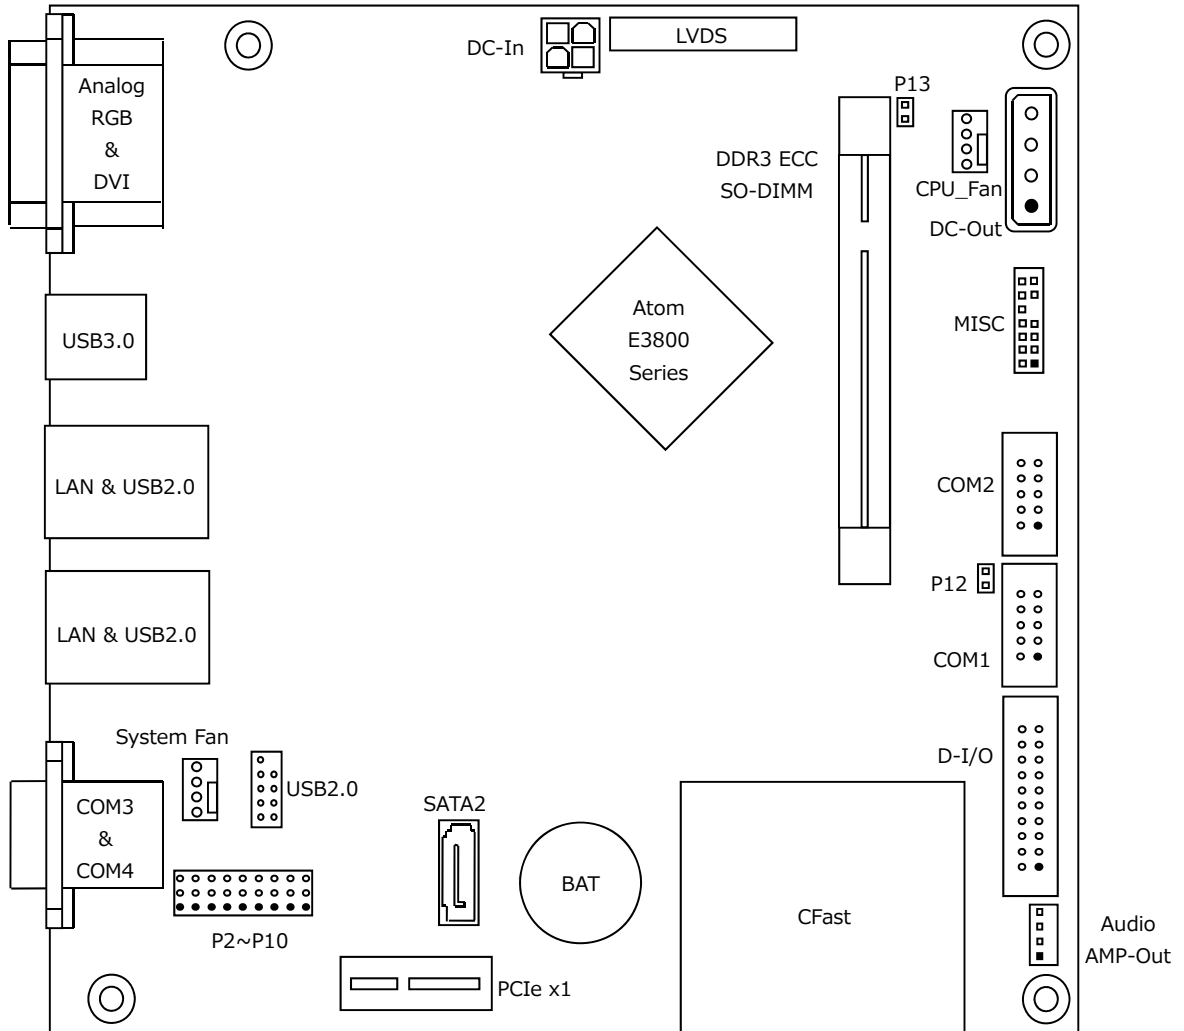 DC-In
LVDS
Analog
RGB
&
DVI
P13
DDR3 ECC
SO-DIMM
CPU_Fan
DC-Out
USB3.0
Atom
E3800
Series
MISC
LAN & USB2.0
COM2
LAN & USB2.0
P12
COM1
System Fan
USB2.0
D-I/O
COM3
&
COM4
SATA2
BAT
CFast
P2~P10
Audio
AMP-Out
PCIe x1